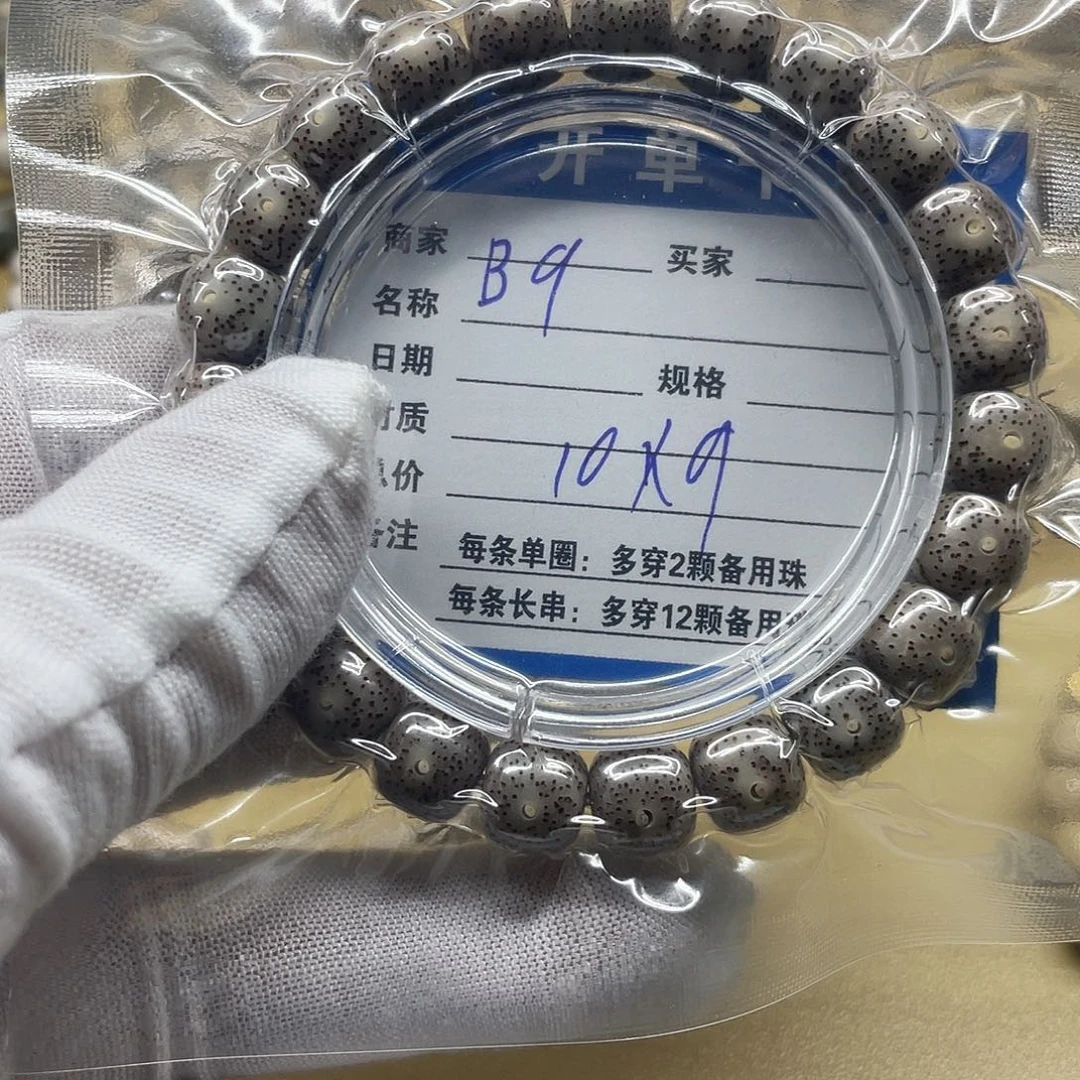 开单卡
商家 B9 买家
名称
日期 规格
材质
总价 10X9
备注
每条单圈：多穿2颗备用珠
每条长串：多穿12颗备用珠